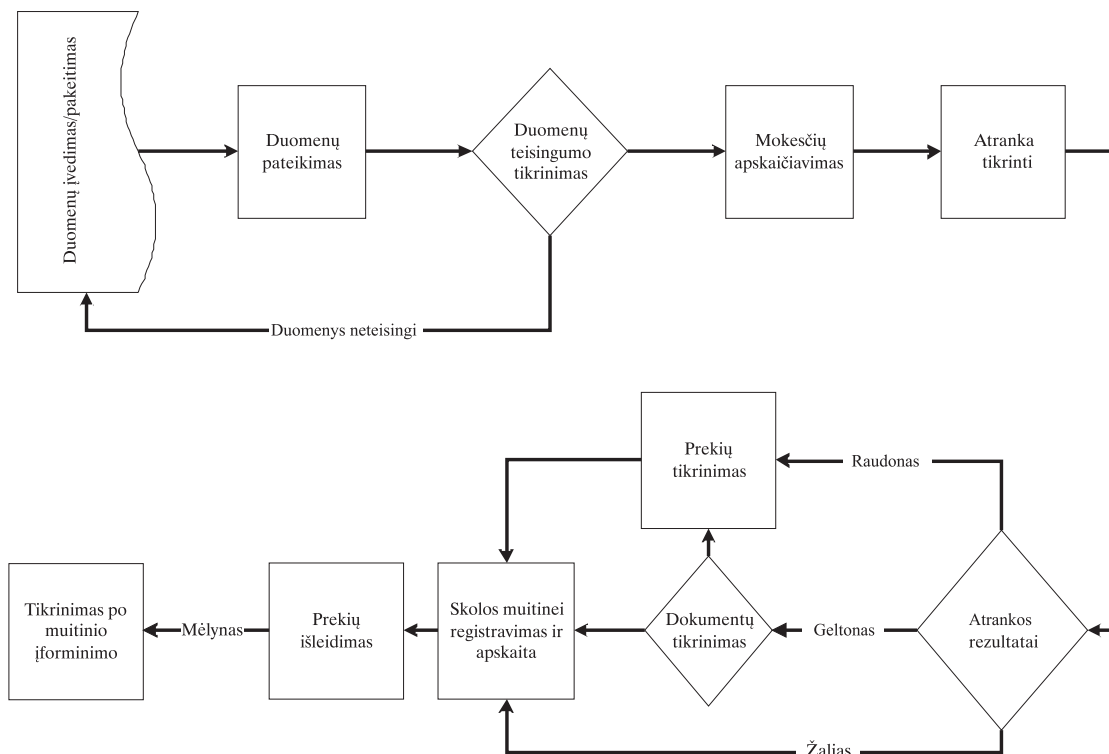 Duomenų įvedimas/pakeitimas
Duomenų
pateikimas
Duomenų
teisingumo
tikrinimas
Mokesčių
apskaičiavimas
Atranka
tikrinti
Duomenys neteisingi
Prekių
tikrinimas
Raudonas
Tikrinimas po
muitinio
įforminimo
Mėlynas
Prekių
išleidimas
Skolos muitinei
registravimas ir
apskaita
Dokumentų
tikrinimas
Geltonas
Atrankos
rezultatai
Žalias